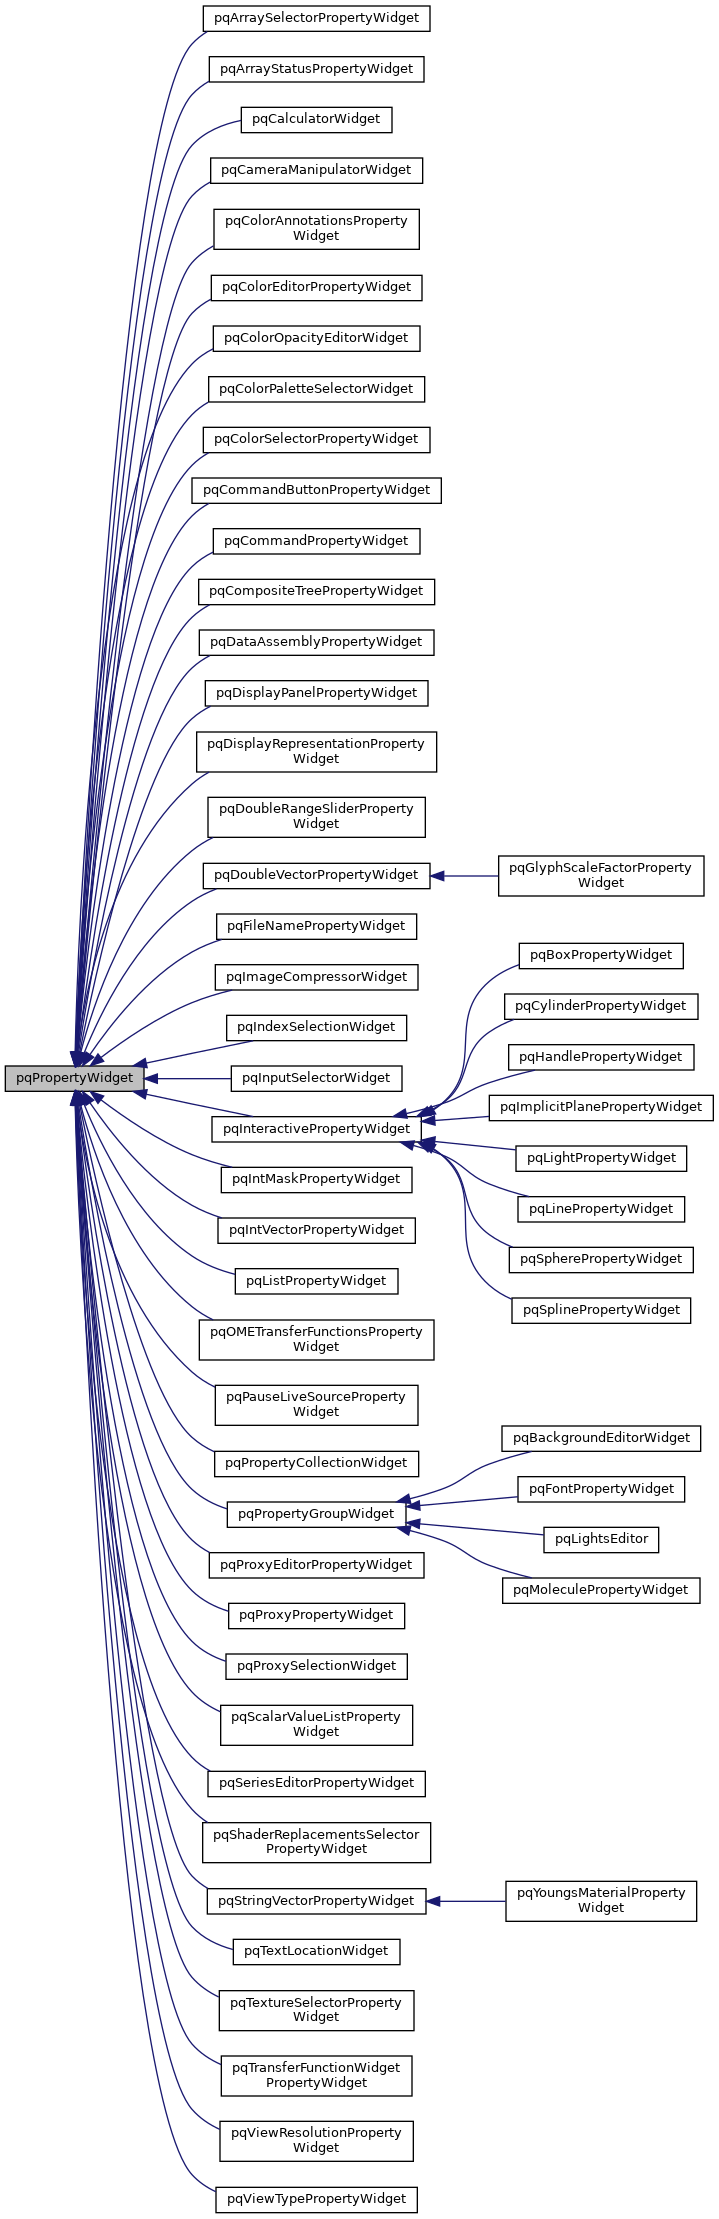 pqArraySelectorPropertyWidget
pqArrayStatusPropertyWidget
pqCalculatorWidget
pqCameraManipulatorWidget
pqColorAnnotationsProperty
Widget
pqColorEditorPropertyWidget
pqColorOpacityEditorWidget
pqColorPaletteSelectorWidget
pqColorSelectorPropertyWidget
pqCommandButtonPropertyWidget
pqCommandPropertyWidget
pqCompositeTreePropertyWidget
pqDataAssemblyPropertyWidget
pqDisplayPanelPropertyWidget
pqDisplayRepresentationProperty
Widget
pqDoubleRangeSliderProperty
Widget
pqDoubleVectorPropertyWidget
pqGlyphScaleFactorProperty
Widget
pqFileNamePropertyWidget
pqImageCompressorWidget
pqIndexSelectionWidget
pqPropertyWidget
pqInputSelectorWidget
pqInteractivePropertyWidget
pqBoxPropertyWidget
pqCylinderPropertyWidget
pqHandlePropertyWidget
pqImplicitPlanePropertyWidget
pqLightPropertyWidget
pqLinePropertyWidget
pqSpherePropertyWidget
pqSplinePropertyWidget
pqIntMaskPropertyWidget
pqIntVectorPropertyWidget
pqListPropertyWidget
pqOMETransferFunctionsProperty
Widget
pqPauseLiveSourceProperty
Widget
pqPropertyCollectionWidget
pqPropertyGroupWidget
pqBackgroundEditorWidget
pqFontPropertyWidget
pqLightsEditor
pqMoleculePropertyWidget
pqProxyEditorPropertyWidget
pqProxyPropertyWidget
pqProxySelectionWidget
pqScalarValueListProperty
Widget
pqSeriesEditorPropertyWidget
pqShaderReplacementsSelector
PropertyWidget
pqStringVectorPropertyWidget
pqYoungsMaterialProperty
Widget
pqTextLocationWidget
pqTextureSelectorProperty
Widget
pqTransferFunctionWidget
PropertyWidget
pqViewResolutionProperty
Widget
pqViewTypePropertyWidget